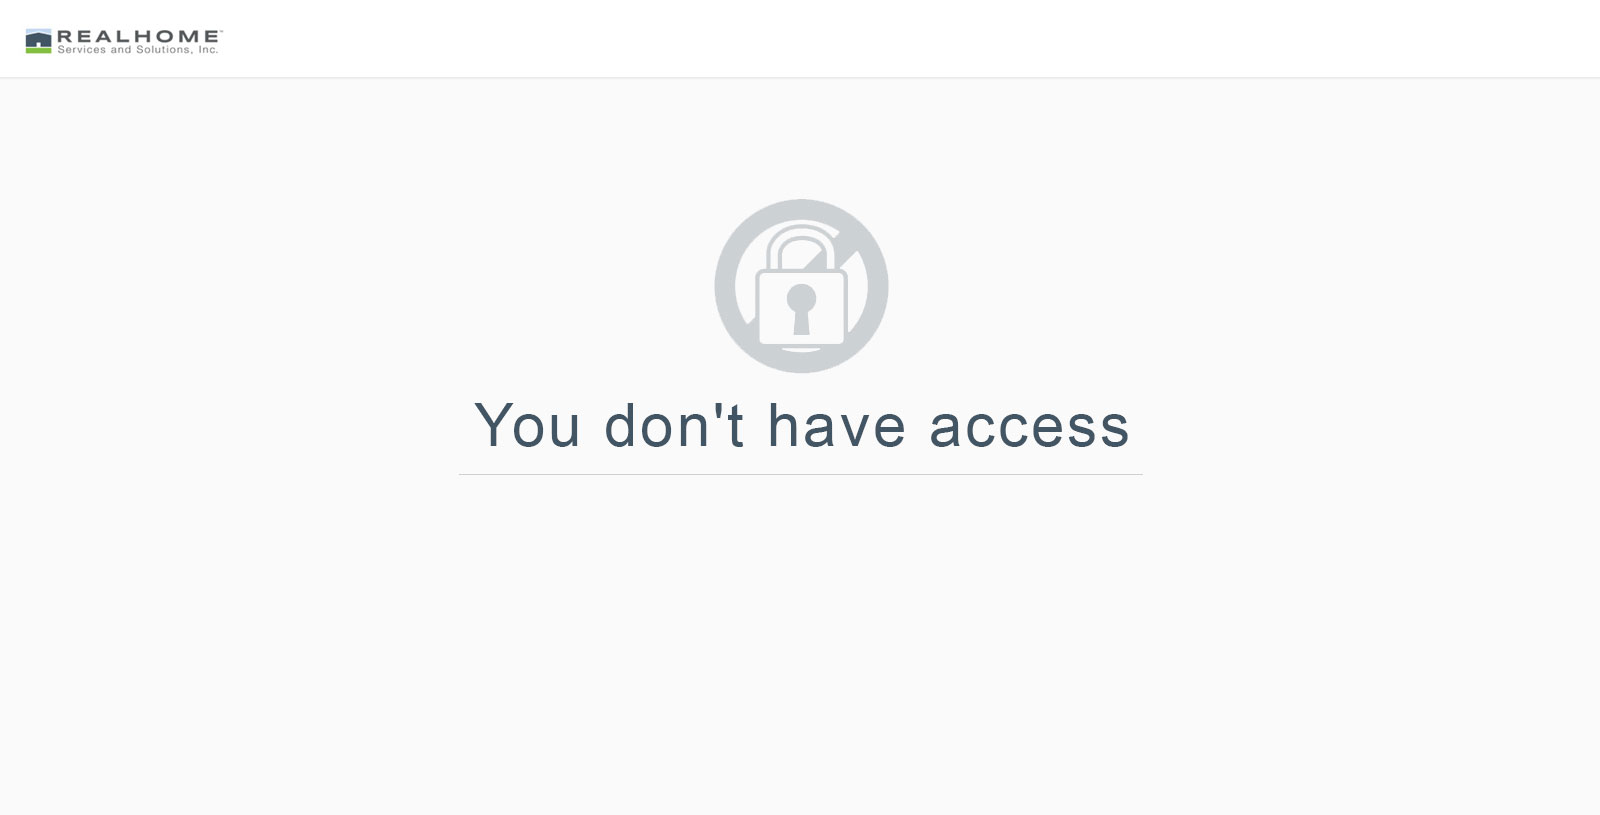 REALHOME
Services and Solutions, Inc.
You don't have access